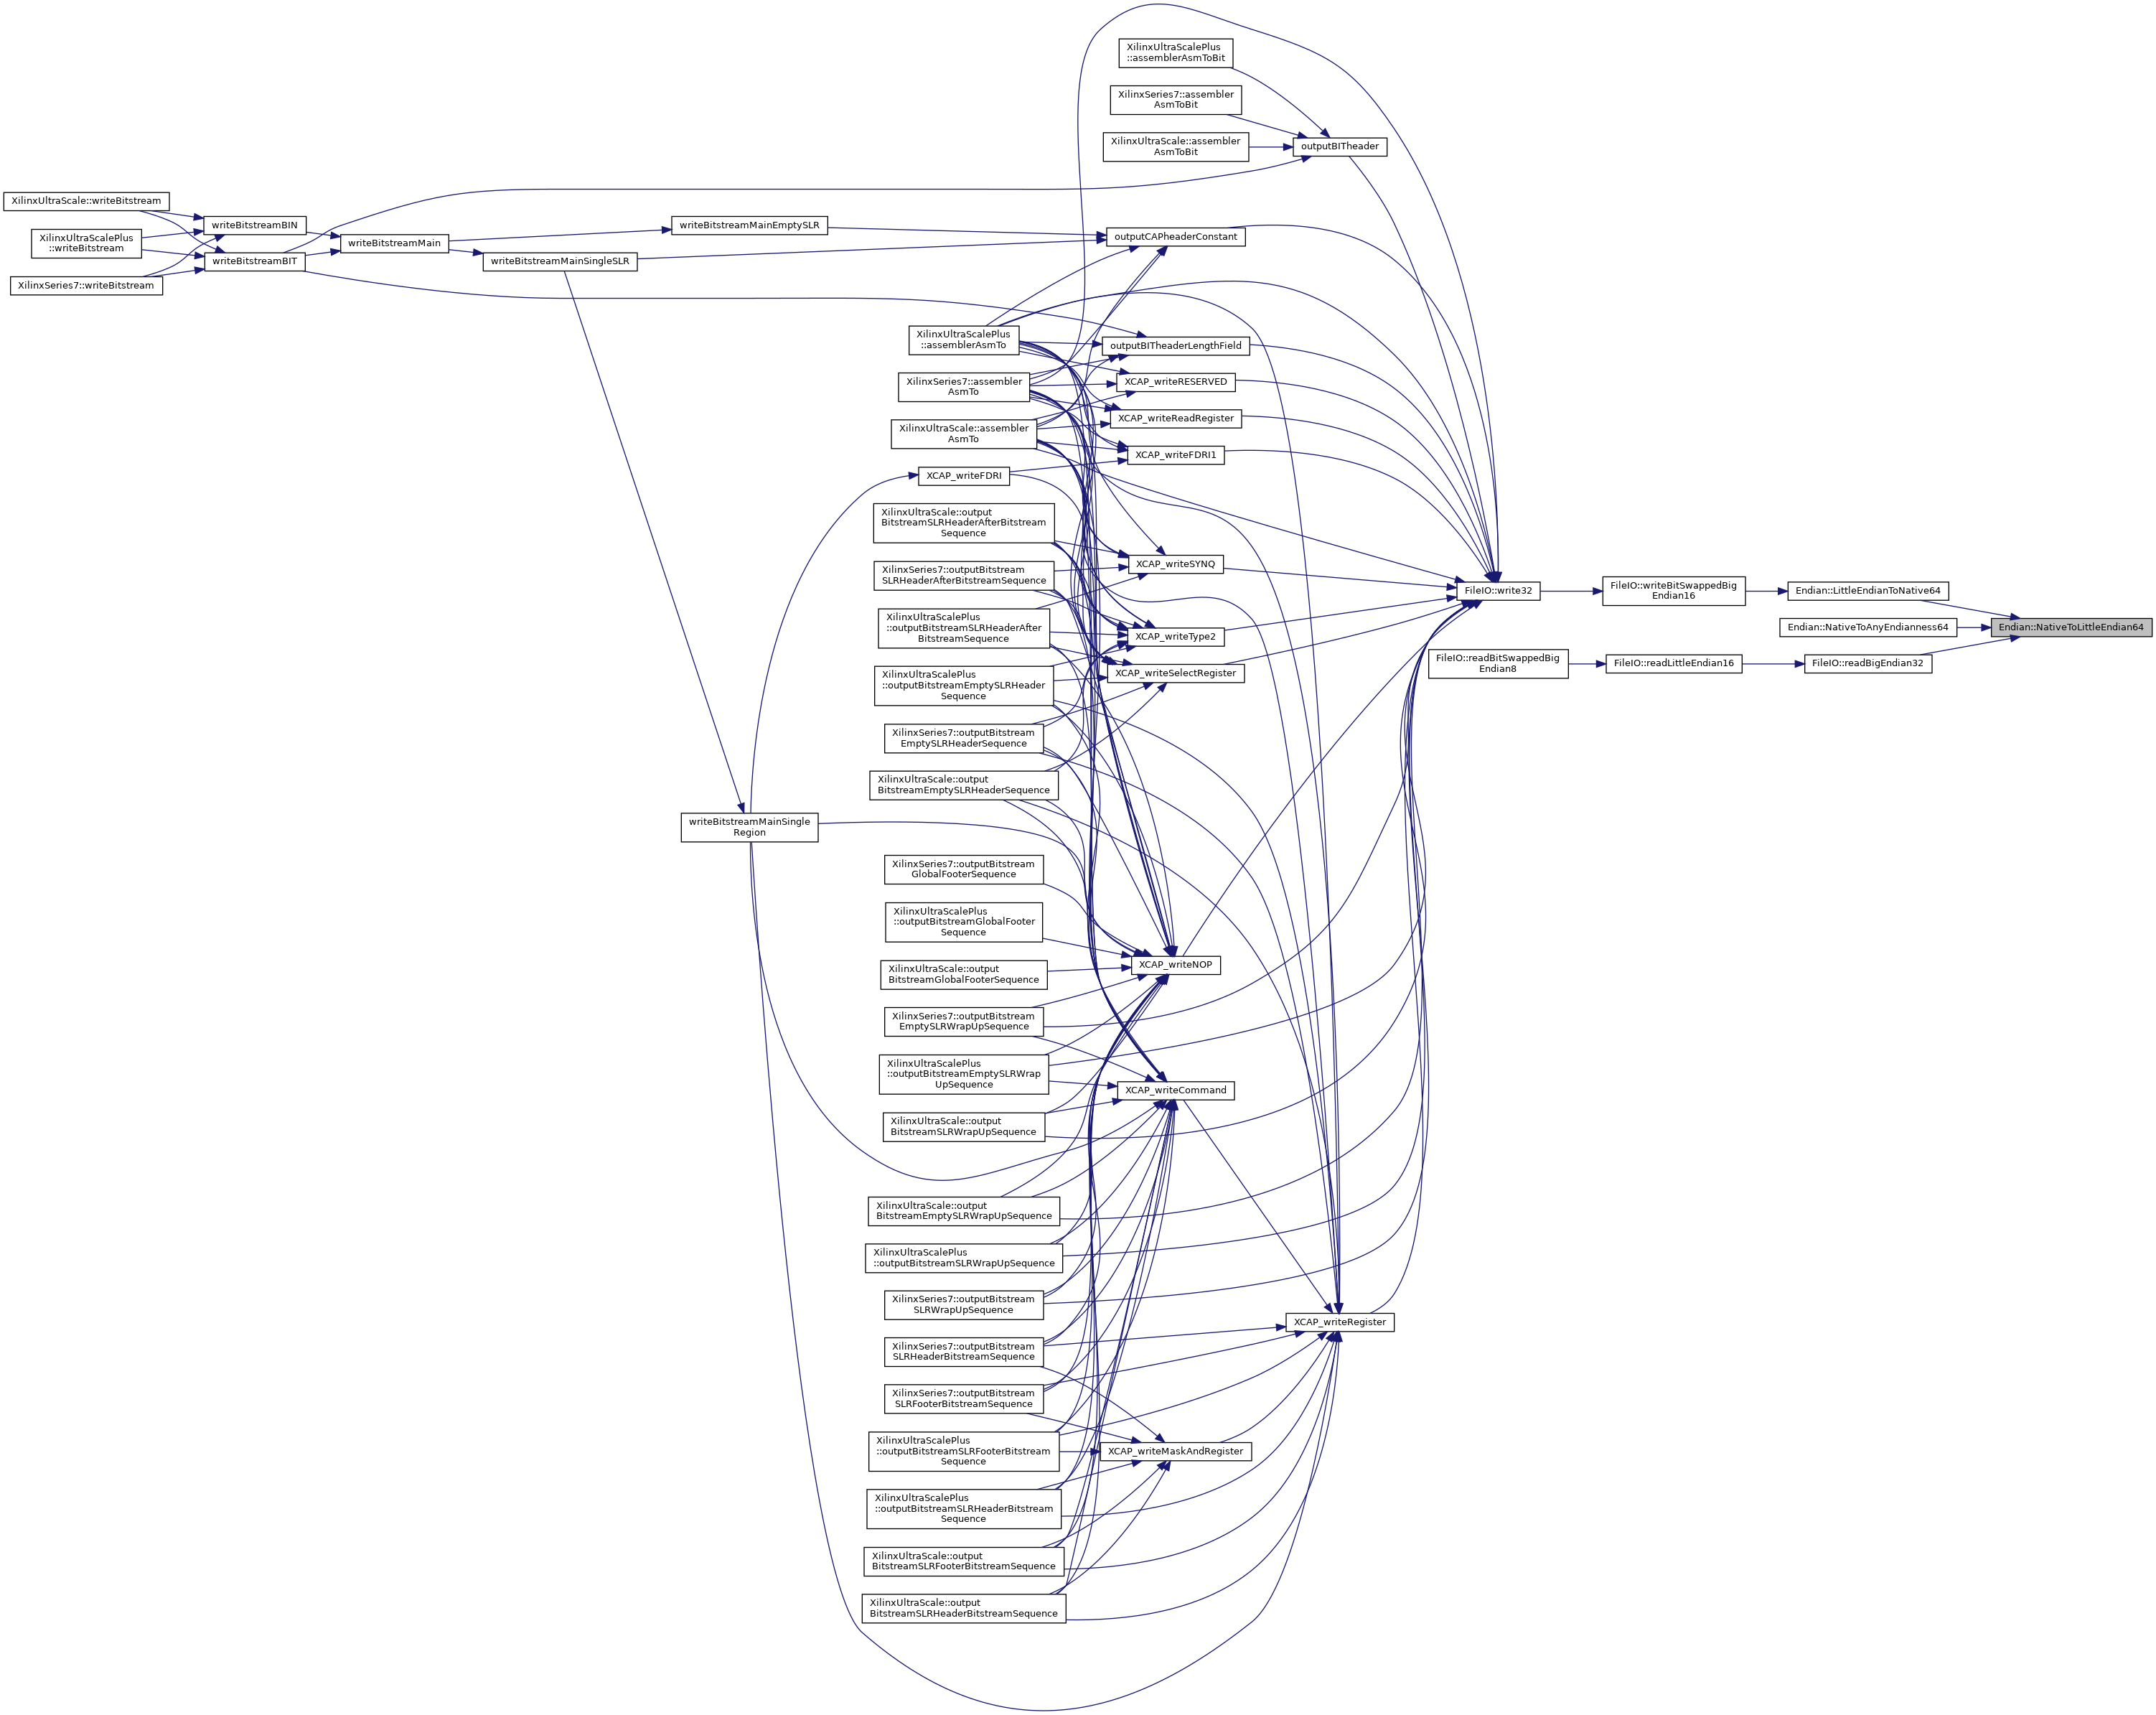 XilinxUltraScalePlus
::assemblerAsmToBit
XilinxSeries7::assembler
AsmToBit
XilinxUltraScale::assembler
AsmToBit
outputBITheader
XilinxUltraScale::writeBitstream
writeBitstreamBIN
XilinxUltraScalePlus
::writeBitstream
writeBitstreamMain
writeBitstreamBIT
XilinxSeries7::writeBitstream
writeBitstreamMainEmptySLR
writeBitstreamMainSingleSLR
outputCAPheaderConstant
XilinxUltraScalePlus
::assemblerAsmTo
outputBITheaderLengthField
XilinxSeries7::assembler
AsmTo
XCAP_writeRESERVED
XCAP_writeReadRegister
XilinxUltraScale::assembler
AsmTo
XCAP_writeFDRI1
XCAP_writeFDRI
XilinxUltraScale::output
BitstreamSLRHeaderAfterBitstream
Sequence
XCAP_writeSYNQ
XilinxSeries7::outputBitstream
SLRHeaderAfterBitstreamSequence
FileIO::write32
FileIO::writeBitSwappedBig
Endian16
Endian::LittleEndianToNative64
Endian::NativeToAnyEndianness64
Endian::NativeToLittleEndian64
XilinxUltraScalePlus
::outputBitstreamSLRHeaderAfter
BitstreamSequence
XCAP_writeType2
FileIO::readBitSwappedBig
Endian8
FileIO::readLittleEndian16
FileIO::readBigEndian32
XCAP_writeSelectRegister
XilinxUltraScalePlus
::outputBitstreamEmptySLRHeader
Sequence
XilinxSeries7::outputBitstream
EmptySLRHeaderSequence
XilinxUltraScale::output
BitstreamEmptySLRHeaderSequence
writeBitstreamMainSingle
Region
XilinxSeries7::outputBitstream
GlobalFooterSequence
XilinxUltraScalePlus
::outputBitstreamGlobalFooter
Sequence
XCAP_writeNOP
XilinxUltraScale::output
BitstreamGlobalFooterSequence
XilinxSeries7::outputBitstream
EmptySLRWrapUpSequence
XilinxUltraScalePlus
::outputBitstreamEmptySLRWrap
UpSequence
XCAP_writeCommand
XilinxUltraScale::output
BitstreamSLRWrapUpSequence
XilinxUltraScale::output
BitstreamEmptySLRWrapUpSequence
XilinxUltraScalePlus
::outputBitstreamSLRWrapUpSequence
XilinxSeries7::outputBitstream
SLRWrapUpSequence
XCAP_writeRegister
XilinxSeries7::outputBitstream
SLRHeaderBitstreamSequence
XilinxSeries7::outputBitstream
SLRFooterBitstreamSequence
XilinxUltraScalePlus
::outputBitstreamSLRFooterBitstream
Sequence
XCAP_writeMaskAndRegister
XilinxUltraScalePlus
::outputBitstreamSLRHeaderBitstream
Sequence
XilinxUltraScale::output
BitstreamSLRFooterBitstreamSequence
XilinxUltraScale::output
BitstreamSLRHeaderBitstreamSequence